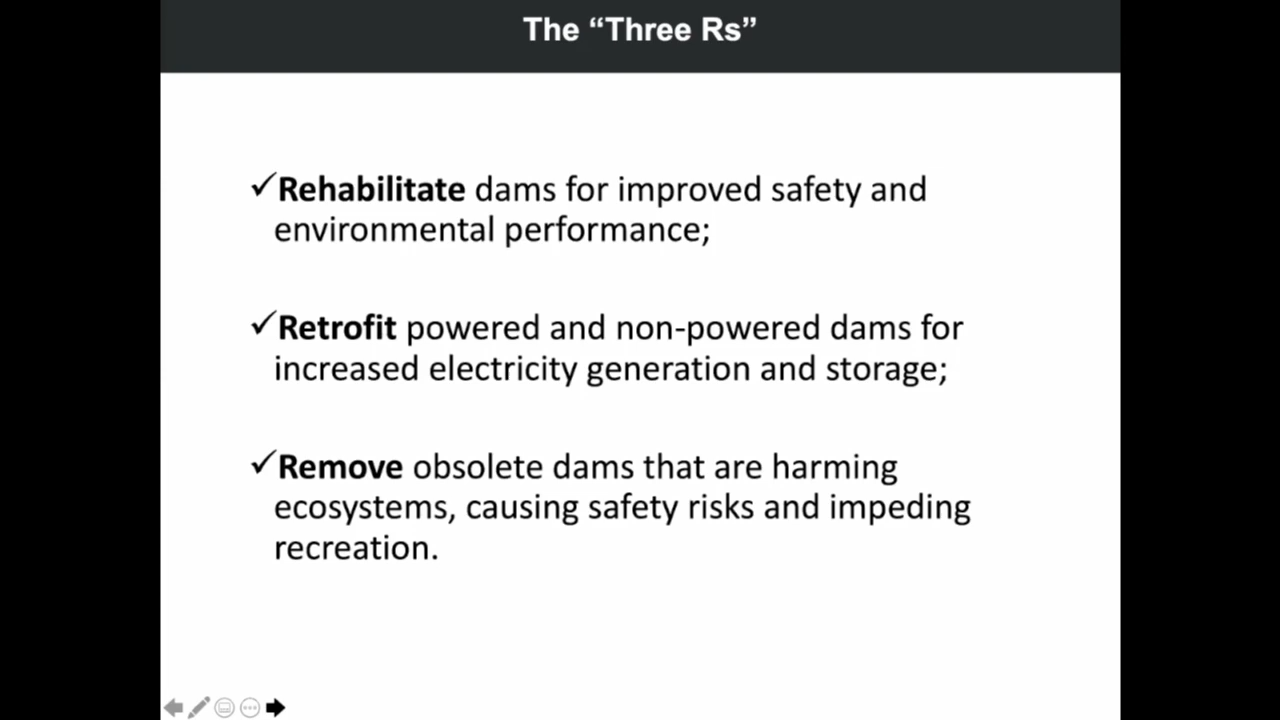 The “Three Rs”
✓Rehabilitate dams for improved safety and
environmental performance;
✓Retrofit powered and non-powered dams for
increased electricity generation and storage;
✓Remove obsolete dams that are harming
ecosystems, causing safety risks and impeding
recreation.